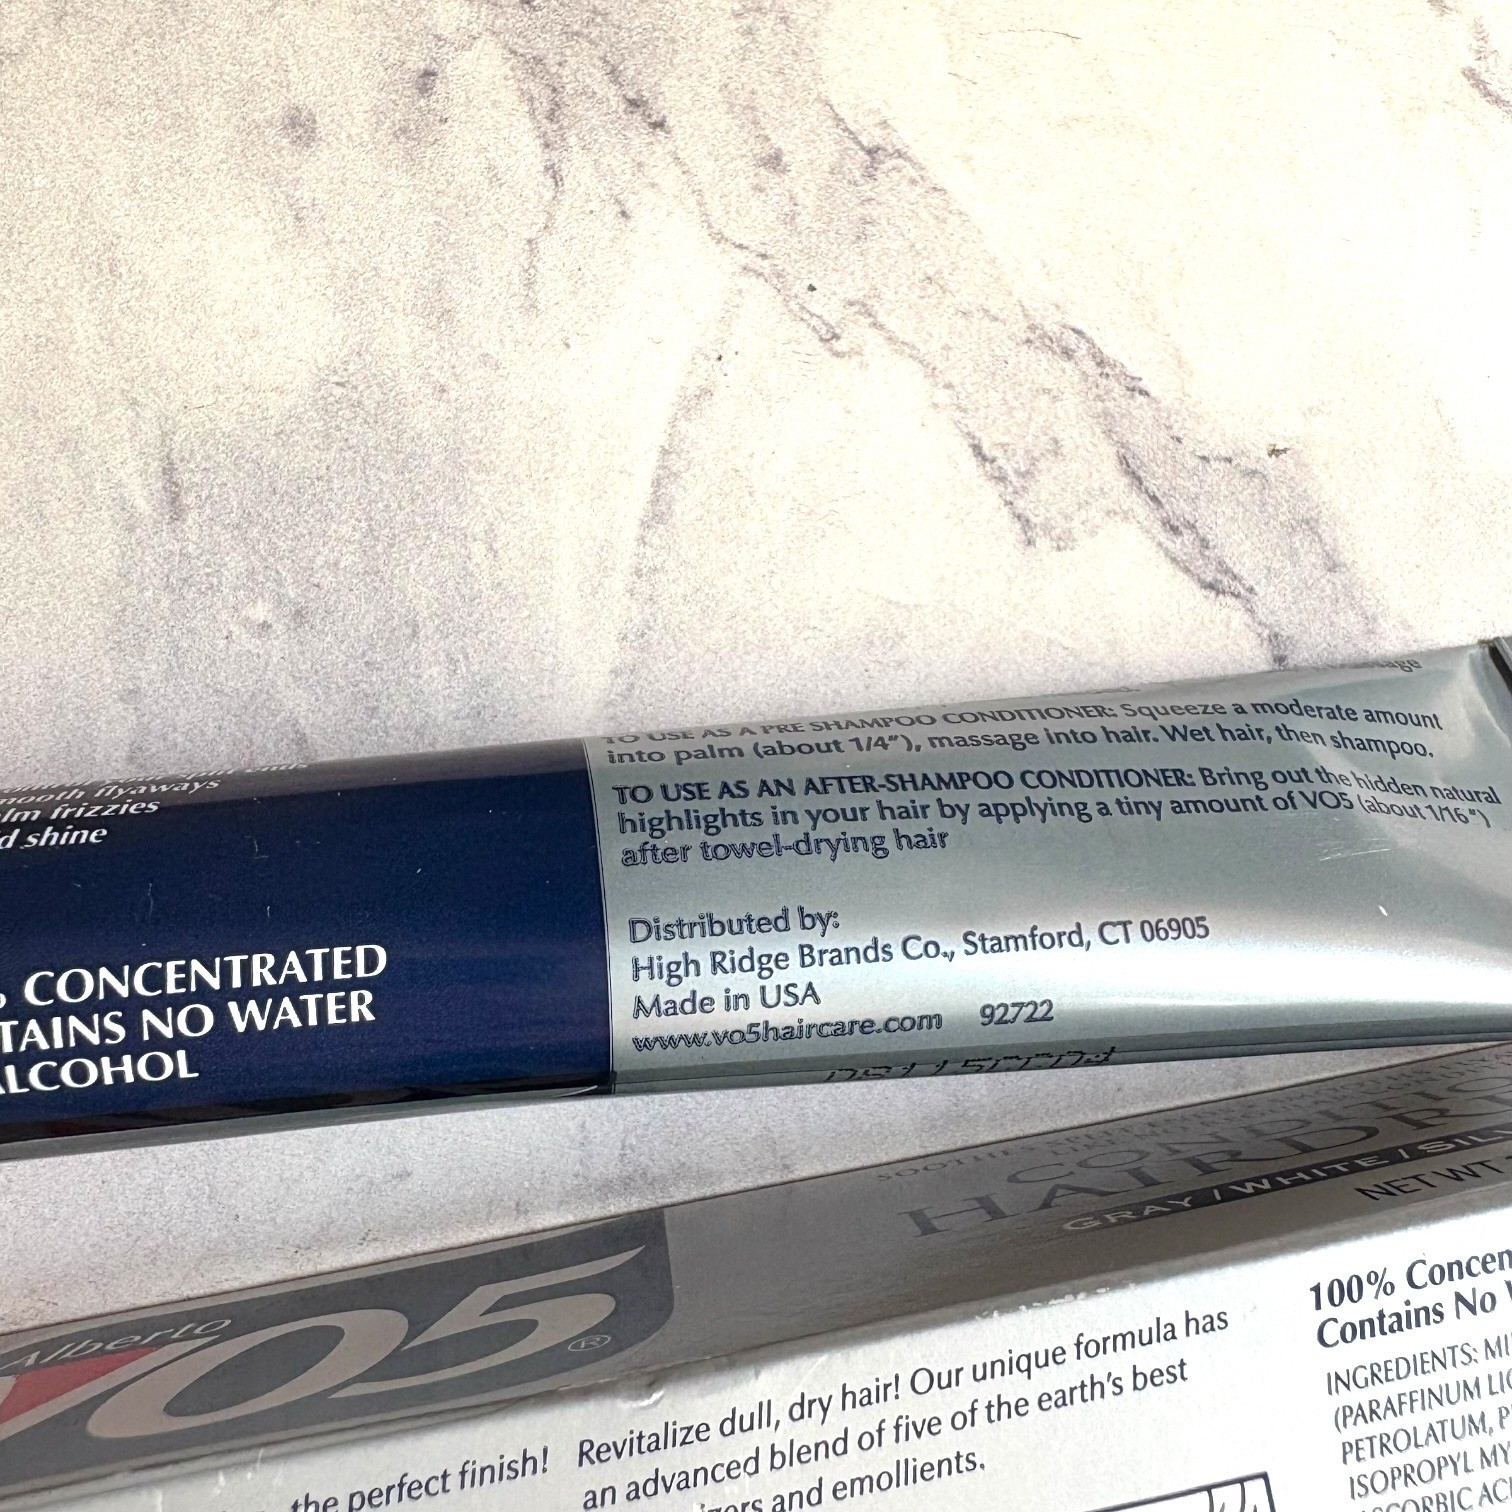 smooth flyaways
calm frizzies
d shine
CONCENTRATED
TAINS NO WATER
ALCOHOL
TO USE AS A PRE SHAMPOO CONDITIONER: Squeeze a moderate amount
into palm (about 1/4"), massage into hair. Wet hair, then shampoo.
TO USE AS AN AFTER-SHAMPOO CONDITIONER: Bring out the hidden natural
highlights in your hair by applying a tiny amount of VO5 (about 1/16")
after towel-drying hair
Distributed by:
High Ridge Brands Co., Stamford, CT 06905
Made in USA
www.vo5haircare.com 92722
CONDITI
HAIRDRE
GRAY/WHITE/SIL
NET WT
Alberto
VO5®
the perfect finish!
Revitalize dull, dry hair! Our unique formula has
an advanced blend of five of the earth's best
and emollients.
100% Concen
Contains No
INGREDIENTS: MI
(PARAFFINUM LI
PETROLATUM, P
ISOPROPYL MY